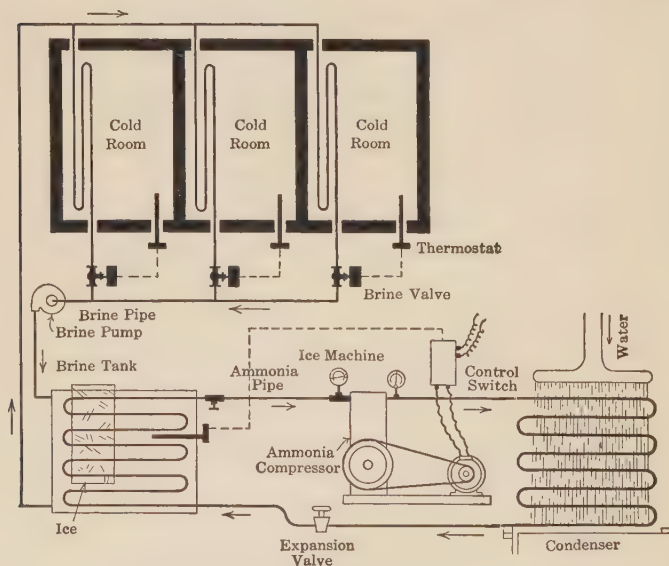 Cold
Room
Cold
Room
Cold
Room
Thermostat
Brine Valve
Brine Pipe
Brine Pump
Brine Tank
Ice Machine
Ammonia
Pipe
Control
Switch
Water
Ammonia
Compressor
Ice
Expansion
Valve
Condenser